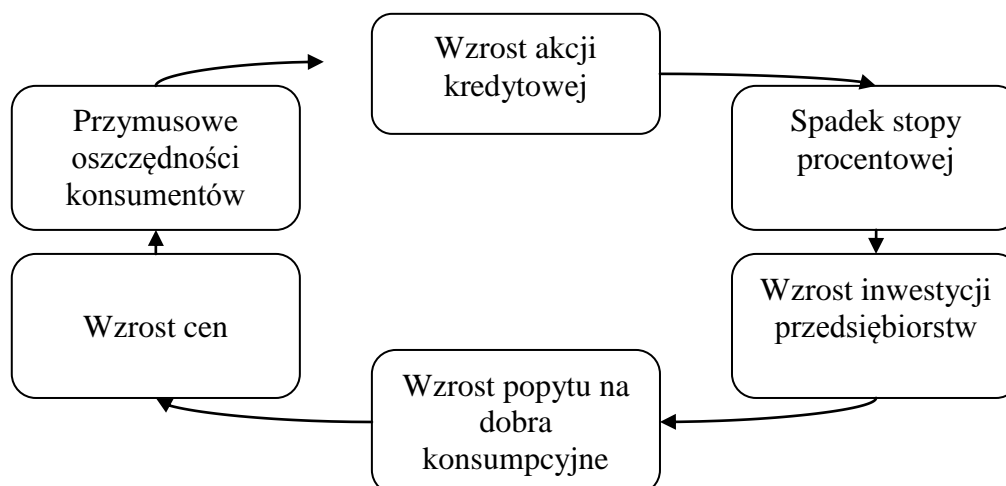 Wzrost akcji
kredytowej
Spadek stopy
procentowej
Wzrost inwestycji
przedsiębiorstw
Wzrost popytu na
dobra
konsumpcyjne
Wzrost cen
Przymusowe
oszczędności
konsumentów